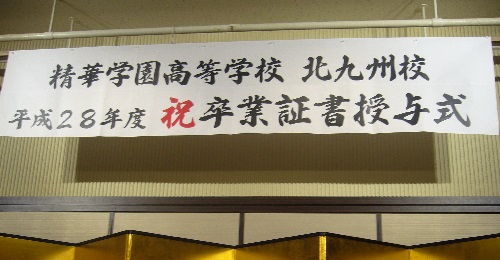 精華学園高等学校 北九州校
平成28年度 祝卒業証書授与式